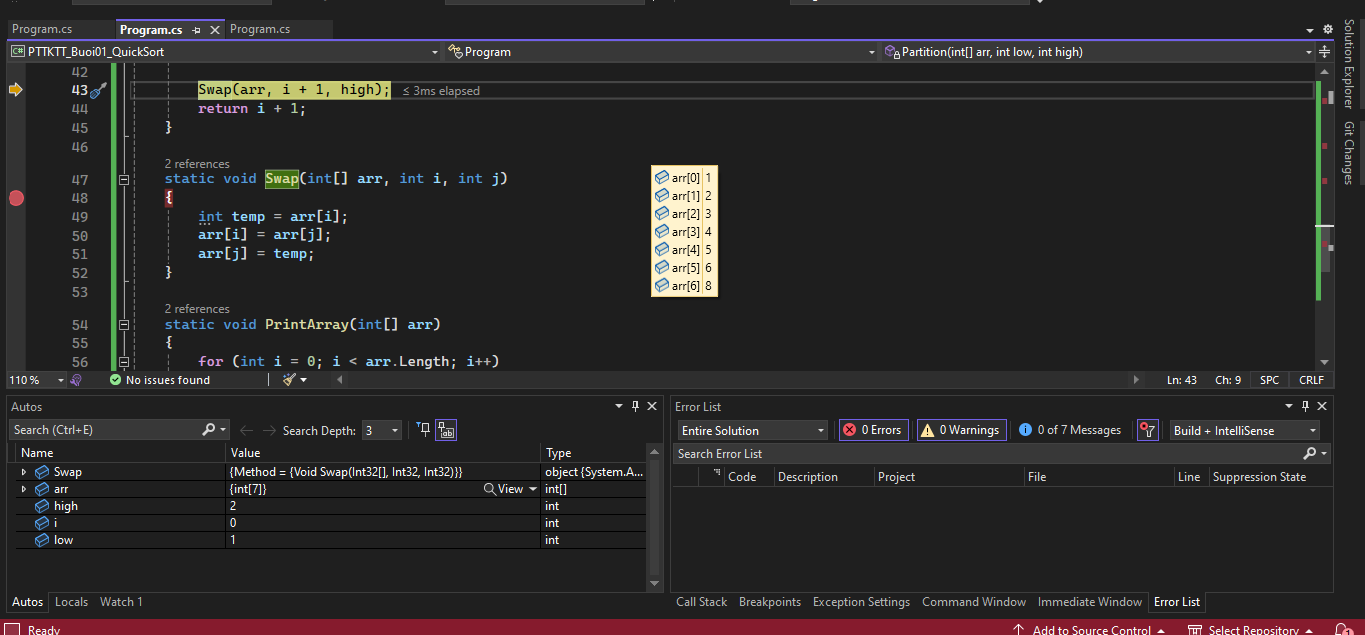 Program.cs Program.cs Program.cs
C# PTTKTT_Buoi01_QuickSort Program Partition(int[] arr, int low, int high)
42
43 Swap(arr, i + 1, high); ≤ 3ms elapsed
44 return i + 1;
45 }
46
2 references
47 static void Swap(int[] arr, int i, int j)
48 {
49 int temp = arr[i];
50 arr[i] = arr[j];
51 arr[j] = temp;
52 }
53
2 references
54 static void PrintArray(int[] arr)
55 {
56 for (int i = 0; i < arr.Length; i++)
arr[0] 1
arr[1] 2
arr[2] 3
arr[3] 4
arr[4] 5
arr[5] 6
arr[6] 8
Solution Explorer
Git Changes
110 % No issues found Ln: 43 Ch: 9 SPC CRLF
Autos
Search (Ctrl+E) Search Depth: 3
Name Value Type
Swap {Method = {Void Swap(Int32[], Int32, Int32)}} object {System.A...
arr {int[7]} View int[]
high 2 int
i 0 int
low 1 int
Autos Locals Watch 1
Error List
Entire Solution 0 Errors 0 Warnings 0 of 7 Messages Build + IntelliSense
Search Error List
Code Description Project File Line Suppression State
Call Stack Breakpoints Exception Settings Command Window Immediate Window Error List
Ready Add to Source Control Select Repository 1